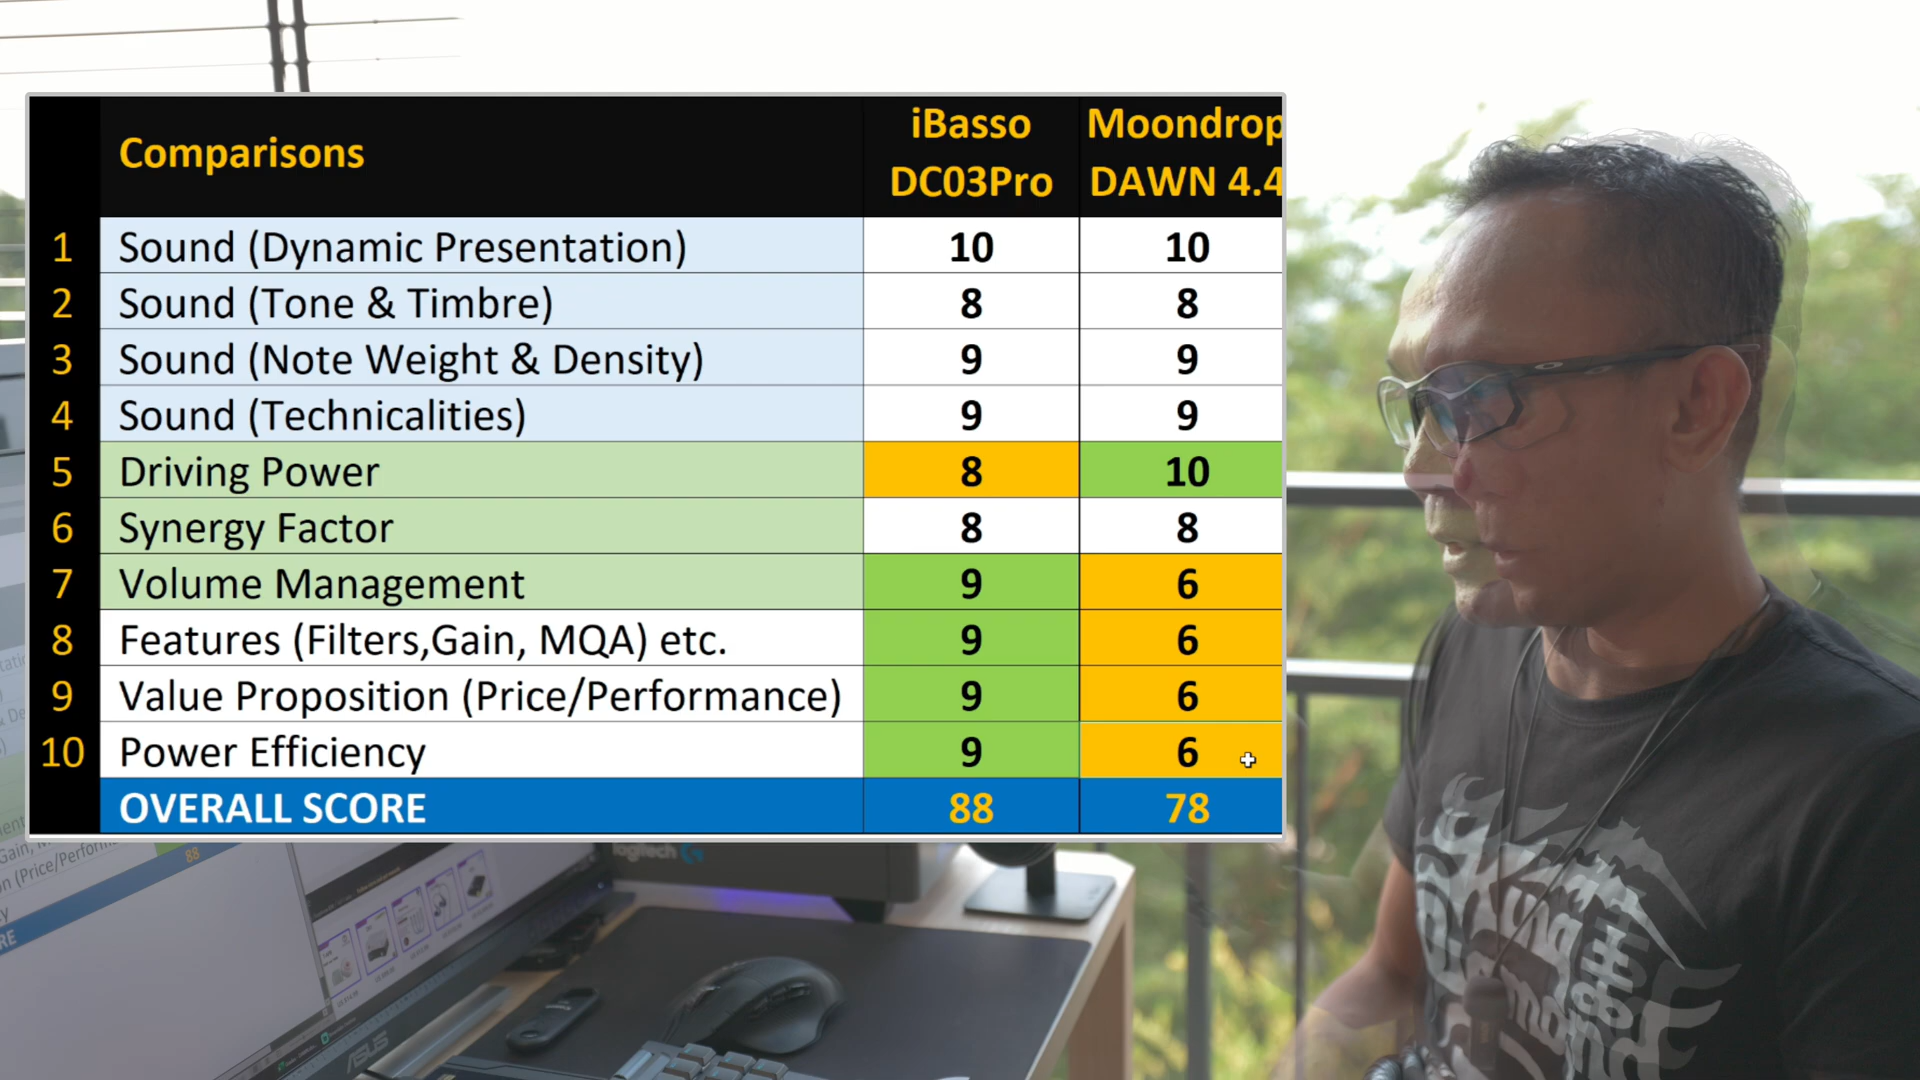 Comparisons
iBasso
DC03Pro
Moondrop
DAWN 4.4
1 Sound (Dynamic Presentation) 10 10
2 Sound (Tone & Timbre) 8 8
3 Sound (Note Weight & Density) 9 9
4 Sound (Technicalities) 9 9
5 Driving Power 8 10
6 Synergy Factor 8 8
7 Volume Management 9 6
8 Features (Filters,Gain, MQA) etc. 9 6
9 Value Proposition (Price/Performance) 9 6
10 Power Efficiency 9 6
OVERALL SCORE 88 78
logitech
88
ASUS
Kung